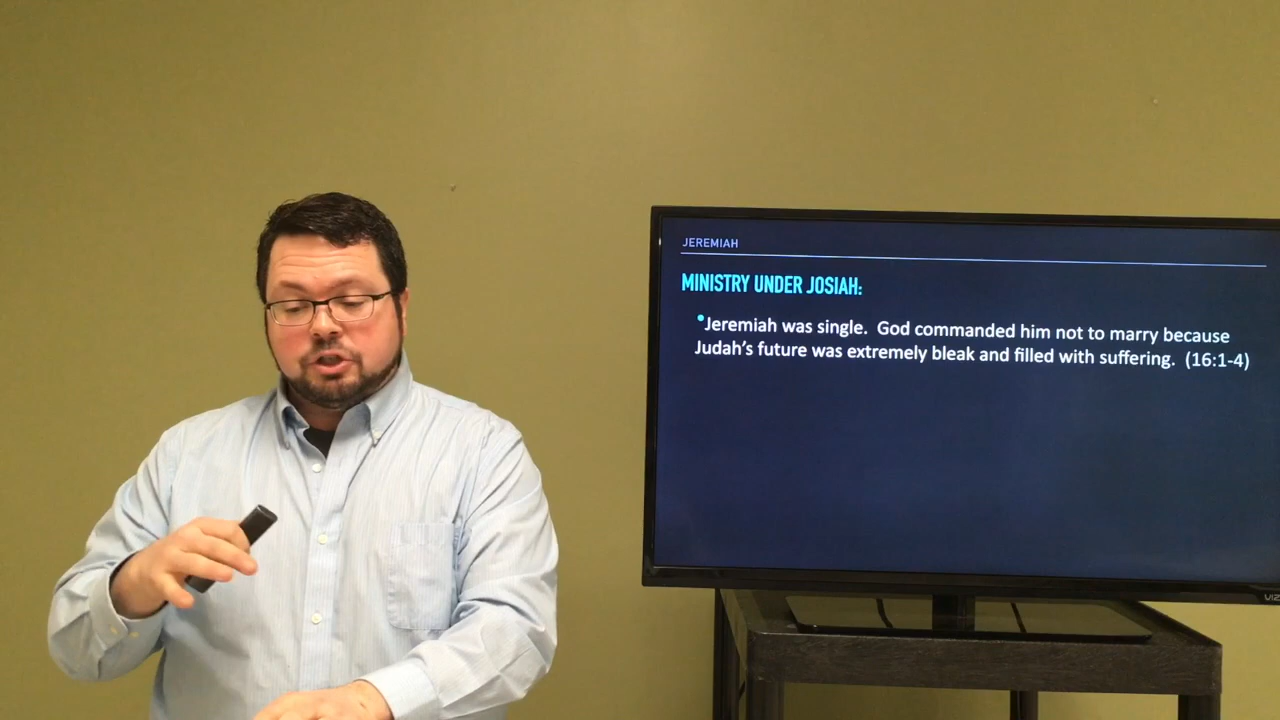 JEREMIAH
MINISTRY UNDER JOSIAH:
•Jeremiah was single.  God commanded him not to marry because
Judah’s future was extremely bleak and filled with suffering.  (16:1-4)